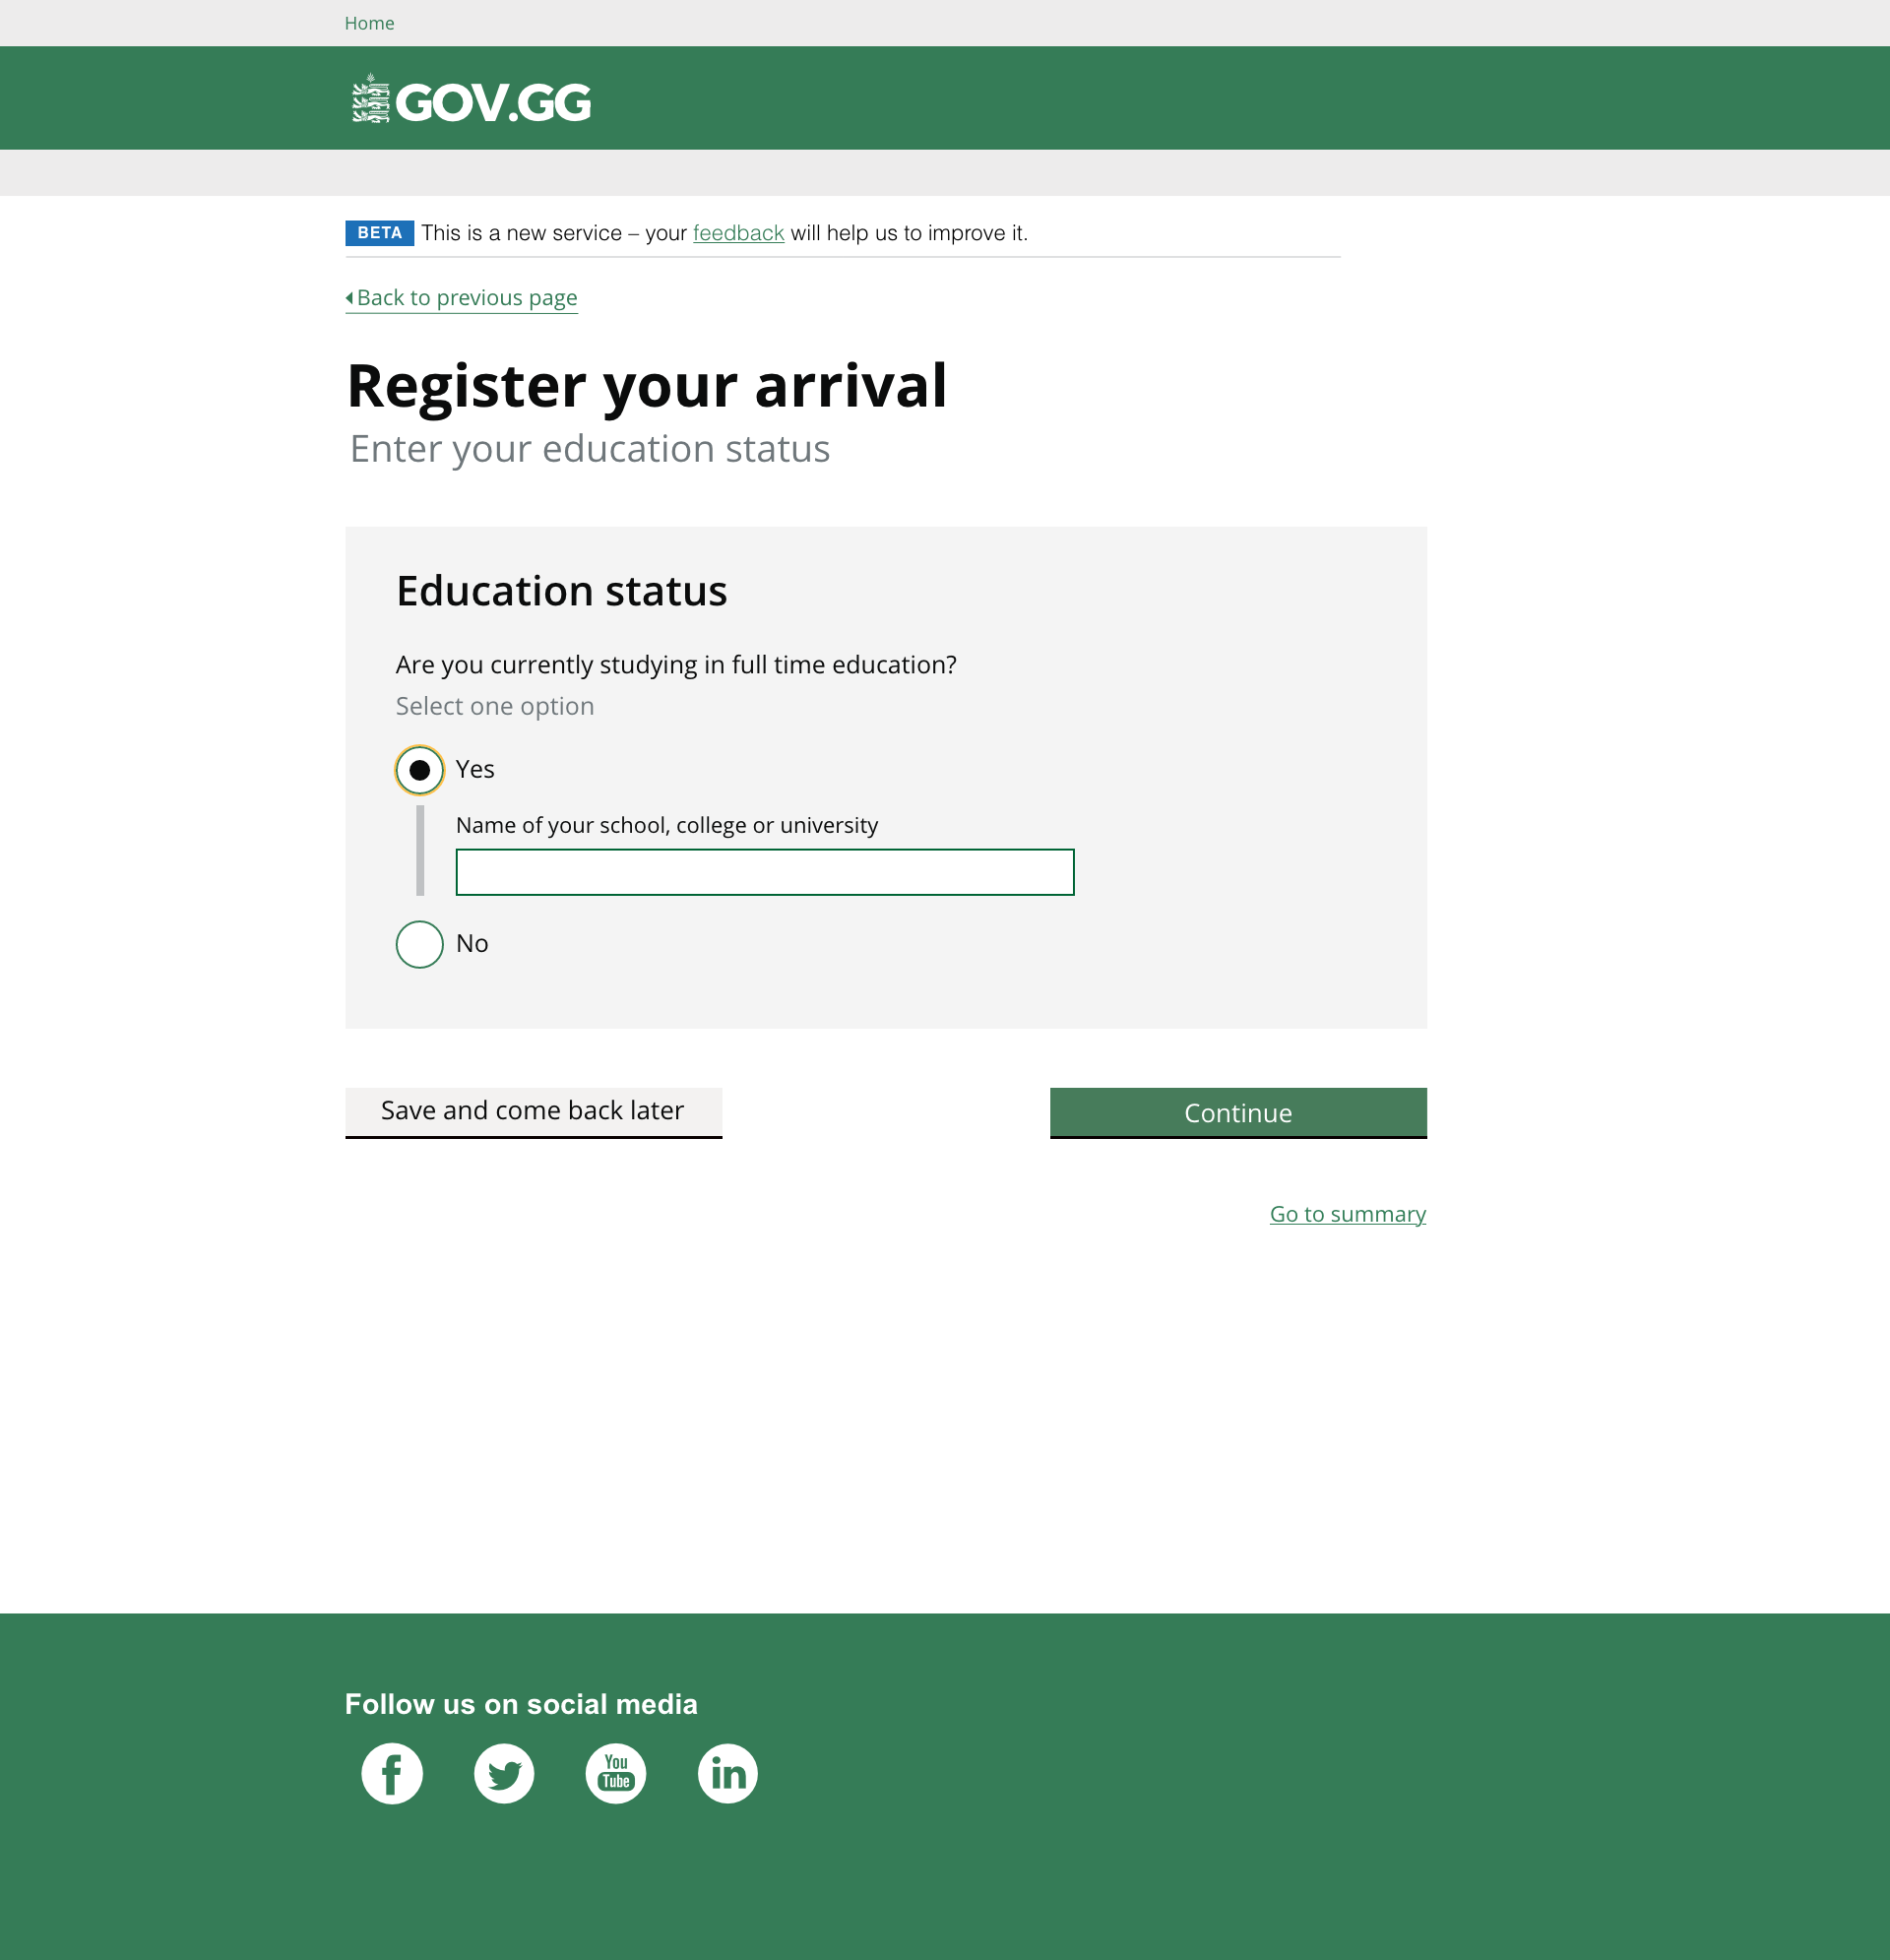 Home
GOV.GG
BETA This is a new service – your feedback will help us to improve it.
Back to previous page
Register your arrival
Enter your education status
Education status
Are you currently studying in full time education?
Select one option
Yes
Name of your school, college or university
No
Save and come back later
Continue
Go to summary
Follow us on social media
f
You
Tube
in